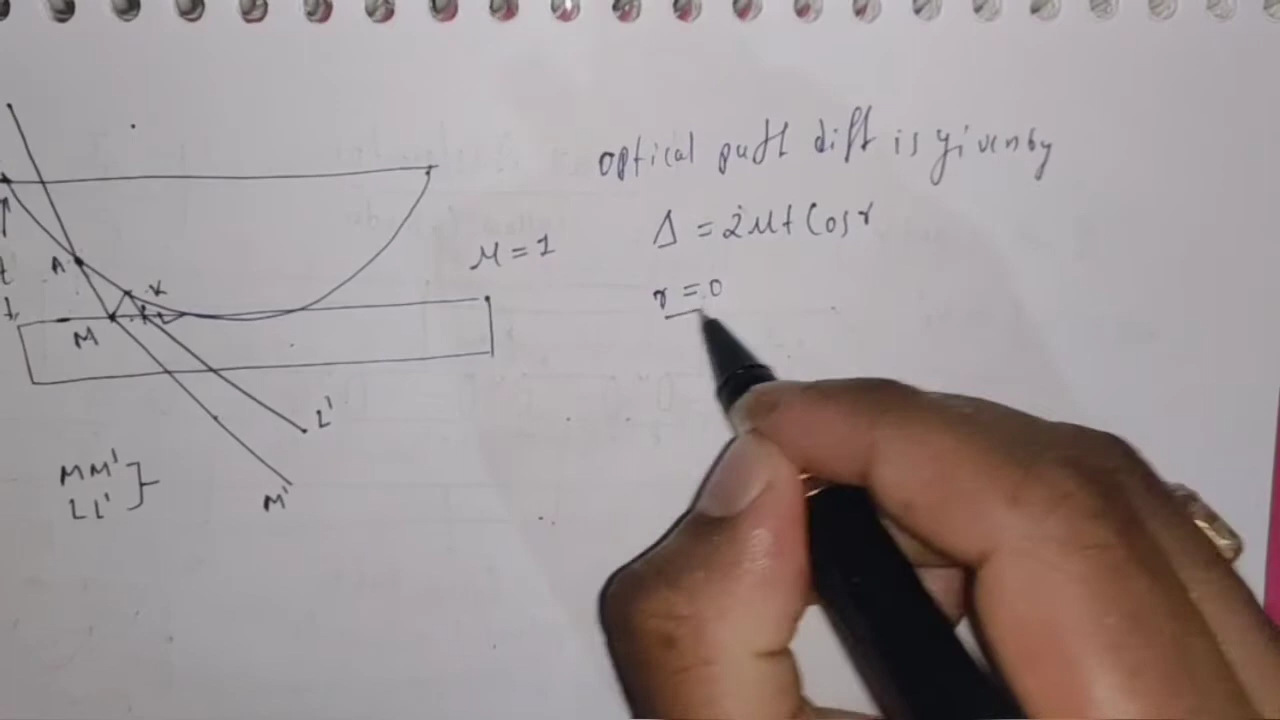 optical path diff is given by
Δ = 2μt Cos r
r = 0
μ = 1
A
K
L
M
L'
M'
MM'
LL'
t